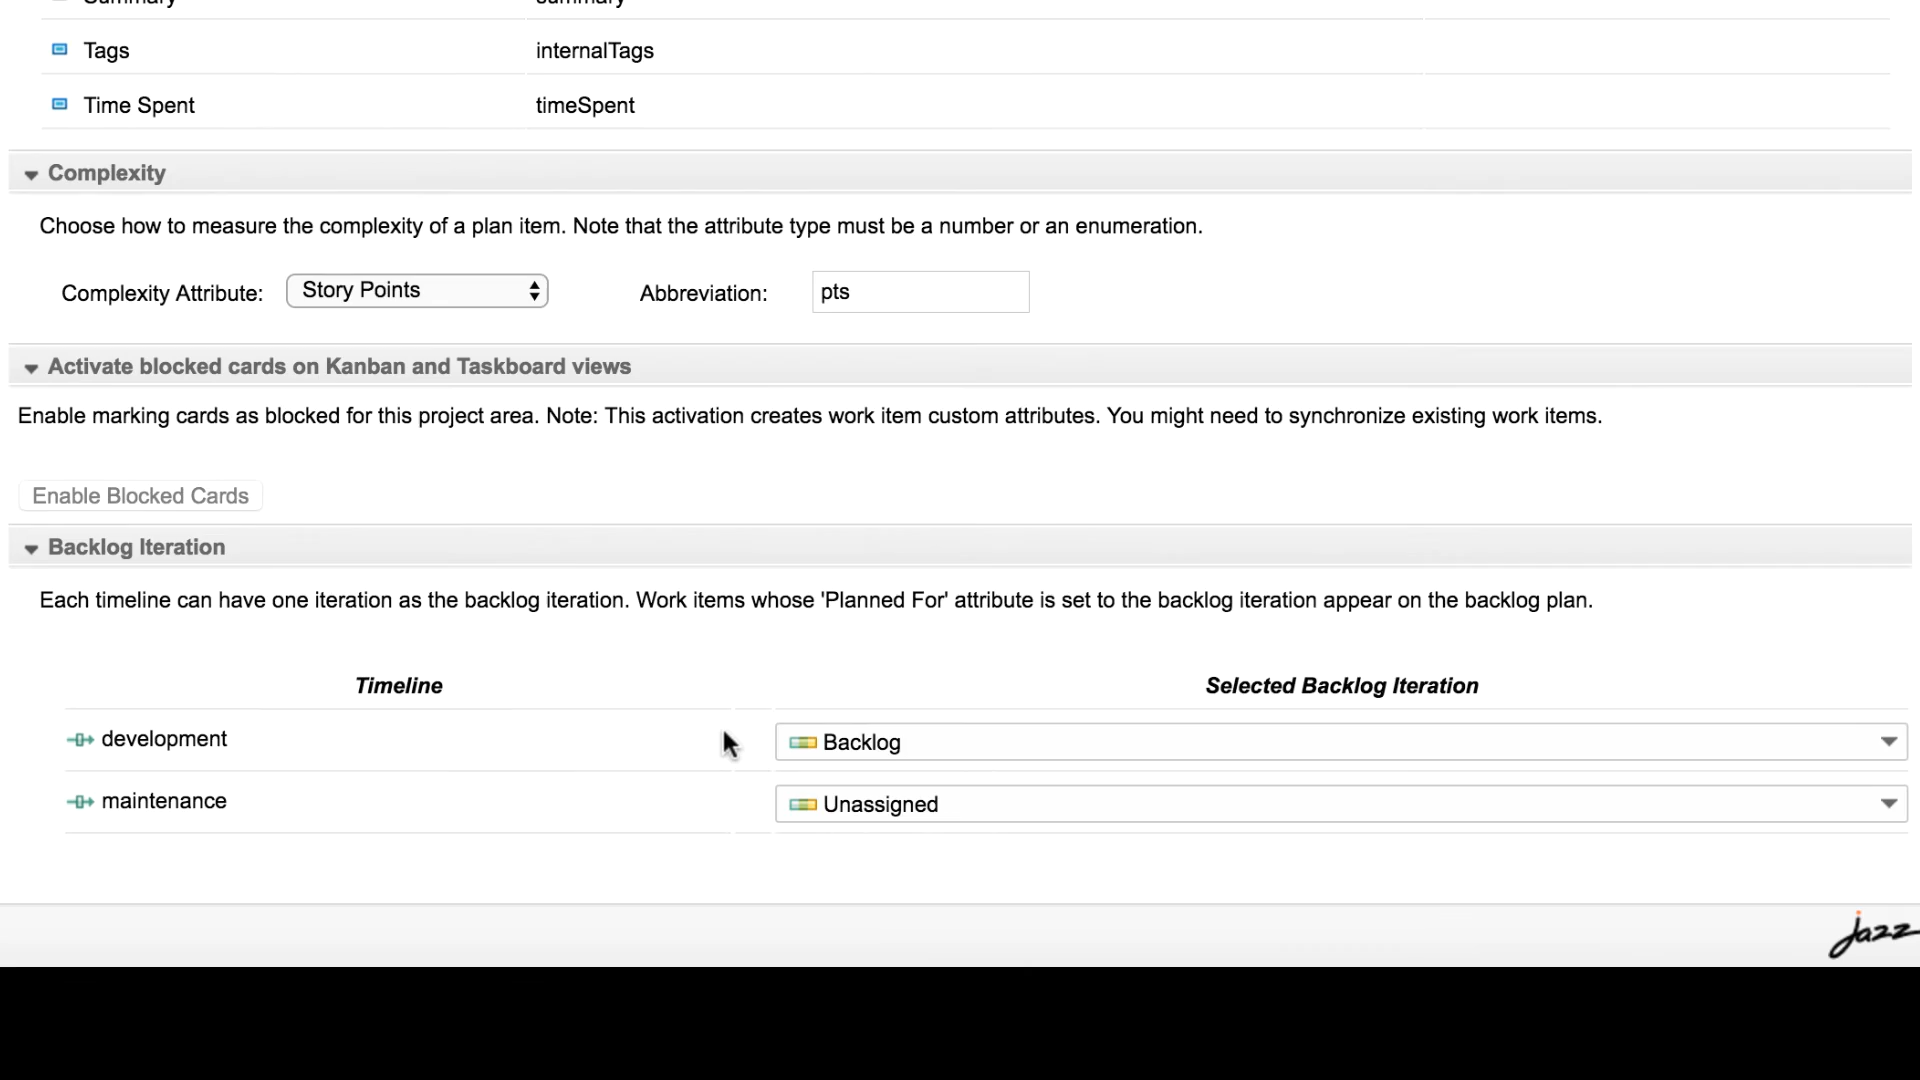 Summary summary
Tags internalTags
Time Spent timeSpent
Complexity
Choose how to measure the complexity of a plan item. Note that the attribute type must be a number or an enumeration.
Complexity Attribute: Story Points Abbreviation: pts
Activate blocked cards on Kanban and Taskboard views
Enable marking cards as blocked for this project area. Note: This activation creates work item custom attributes. You might need to synchronize existing work items.
Enable Blocked Cards
Backlog Iteration
Each timeline can have one iteration as the backlog iteration. Work items whose 'Planned For' attribute is set to the backlog iteration appear on the backlog plan.
Timeline Selected Backlog Iteration
development Backlog
maintenance Unassigned
jazz